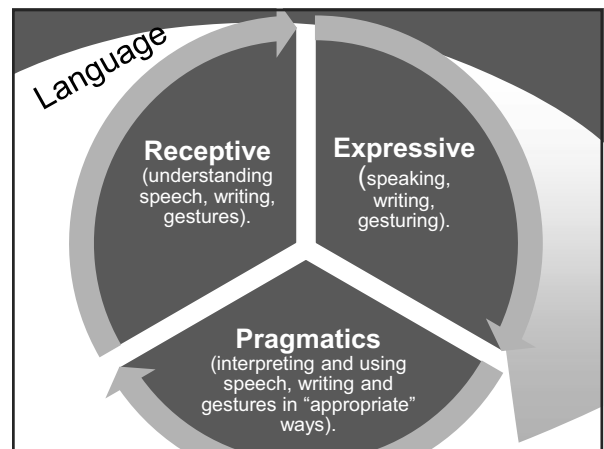 Language
Receptive
(understanding
speech, writing,
gestures).
Expressive
(speaking,
writing,
gesturing).
Pragmatics
(interpreting and using
speech, writing and
gestures in “appropriate”
ways).